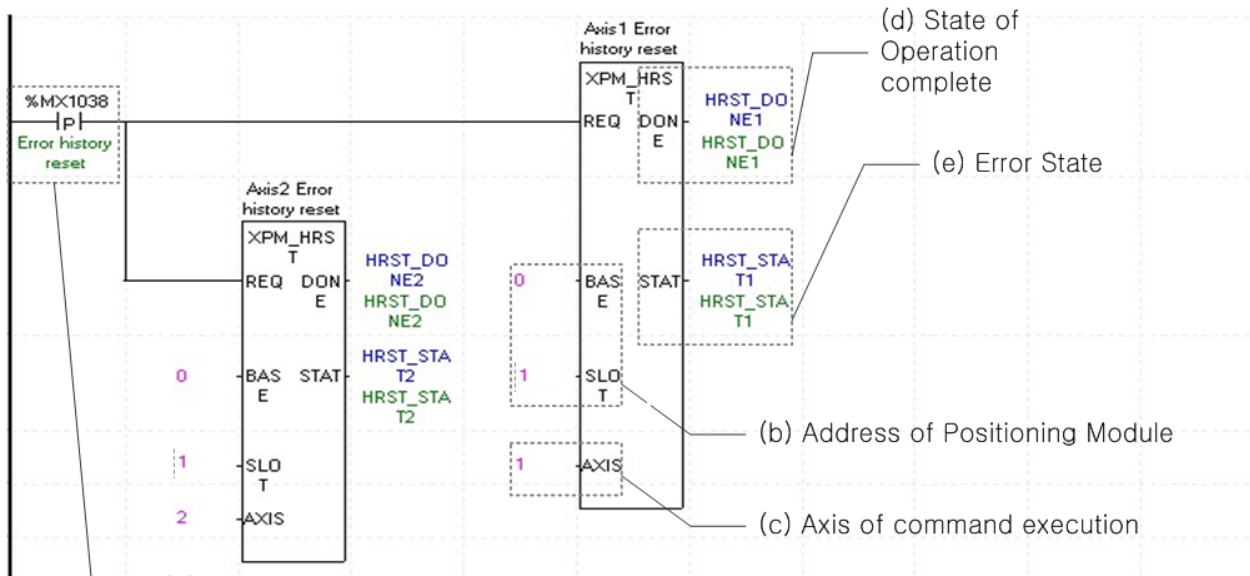 Axis1 Error
history reset
(d) State of
Operation
complete
%MX1038
P
Error history
reset
XPM_HRS
T
REQ DON
E
HRST_DO
NE1
HRST_DO
NE1
(e) Error State
Axis2 Error
history reset
XPM_HRS
T
REQ DON
E
HRST_DO
NE2
HRST_DO
NE2
0
BAS
E
STAT
HRST_STA
T1
HRST_STA
T1
0
BAS
E
STAT
HRST_STA
T2
HRST_STA
T2
1
SLO
T
(b) Address of Positioning Module
1
SLO
T
1
AXIS
2
AXIS
(c) Axis of command execution